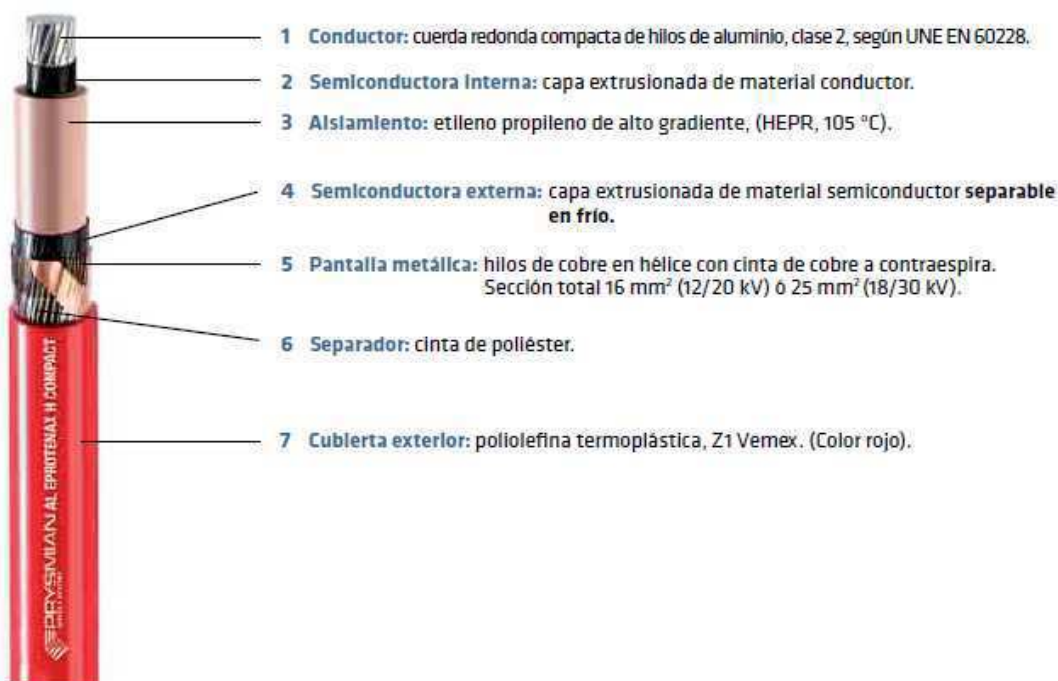 1 Conductor: cuerda redonda compacta de hilos de aluminio, clase 2, según UNE EN 60228.
2 Semiconductora interna: capa extrusionada de material conductor.
3 Aislamiento: etileno propileno de alto gradiente, (HEPR, 105 °C).
4 Semiconductora externa: capa extrusionada de material semiconductor separable
en frío.
5 Pantalla metálica: hilos de cobre en hélice con cinta de cobre a contraespira.
Sección total 16 mm² (12/20 kV) ó 25 mm² (18/30 kV).
6 Separador: cinta de poliéster.
7 Cubierta exterior: poliolefina termoplástica, Z1 Vemex. (Color rojo).
PRYSMIAN AL EPROTENAX H COMPACT